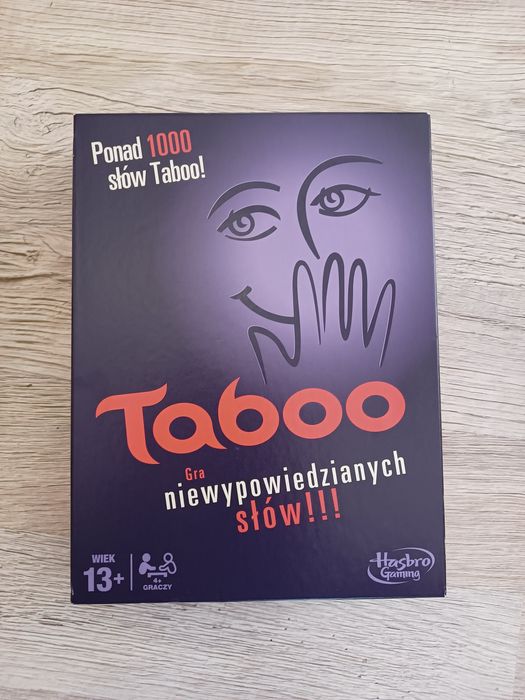 Ponad 1000
słów Taboo!
Taboo
Gra
niewypowiedzianych
słów!!!
WIEK
13+
4+
GRACZY
Hasbro
Gaming